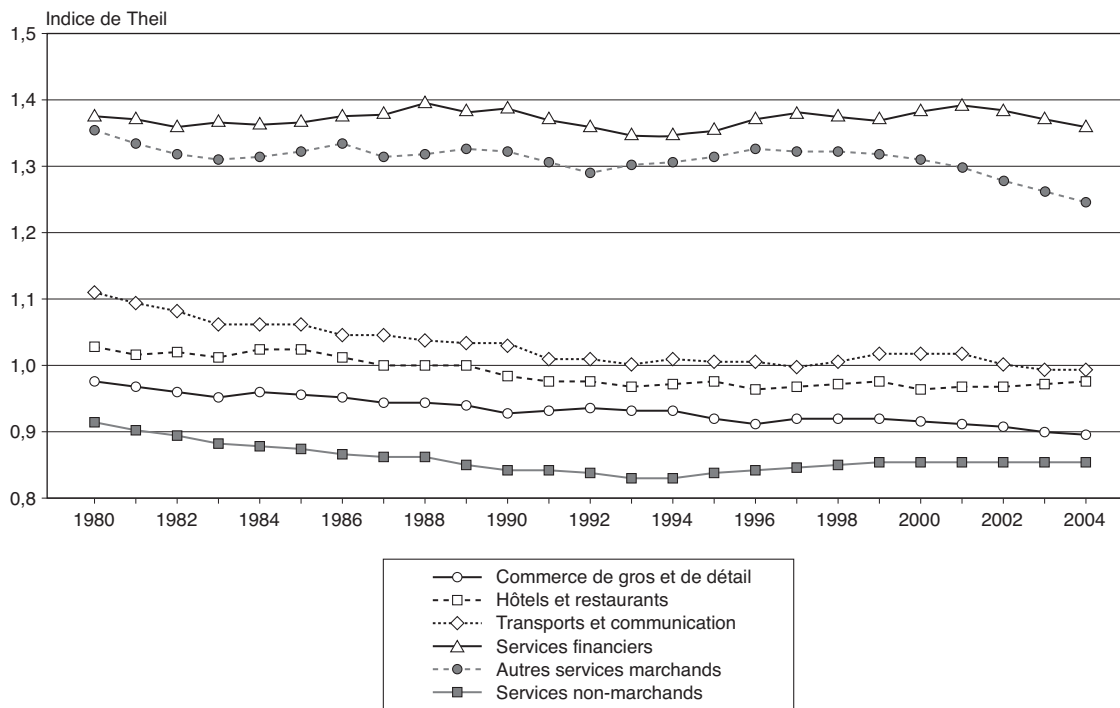 Indice de Theil
1,5
1,4
1,3
1,2
1,1
1,0
0,9
0,8
1980 1982 1984 1986 1988 1990 1992 1994 1996 1998 2000 2002 2004
Commerce de gros et de détail
Hôtels et restaurants
Transports et communication
Services financiers
Autres services marchands
Services non-marchands